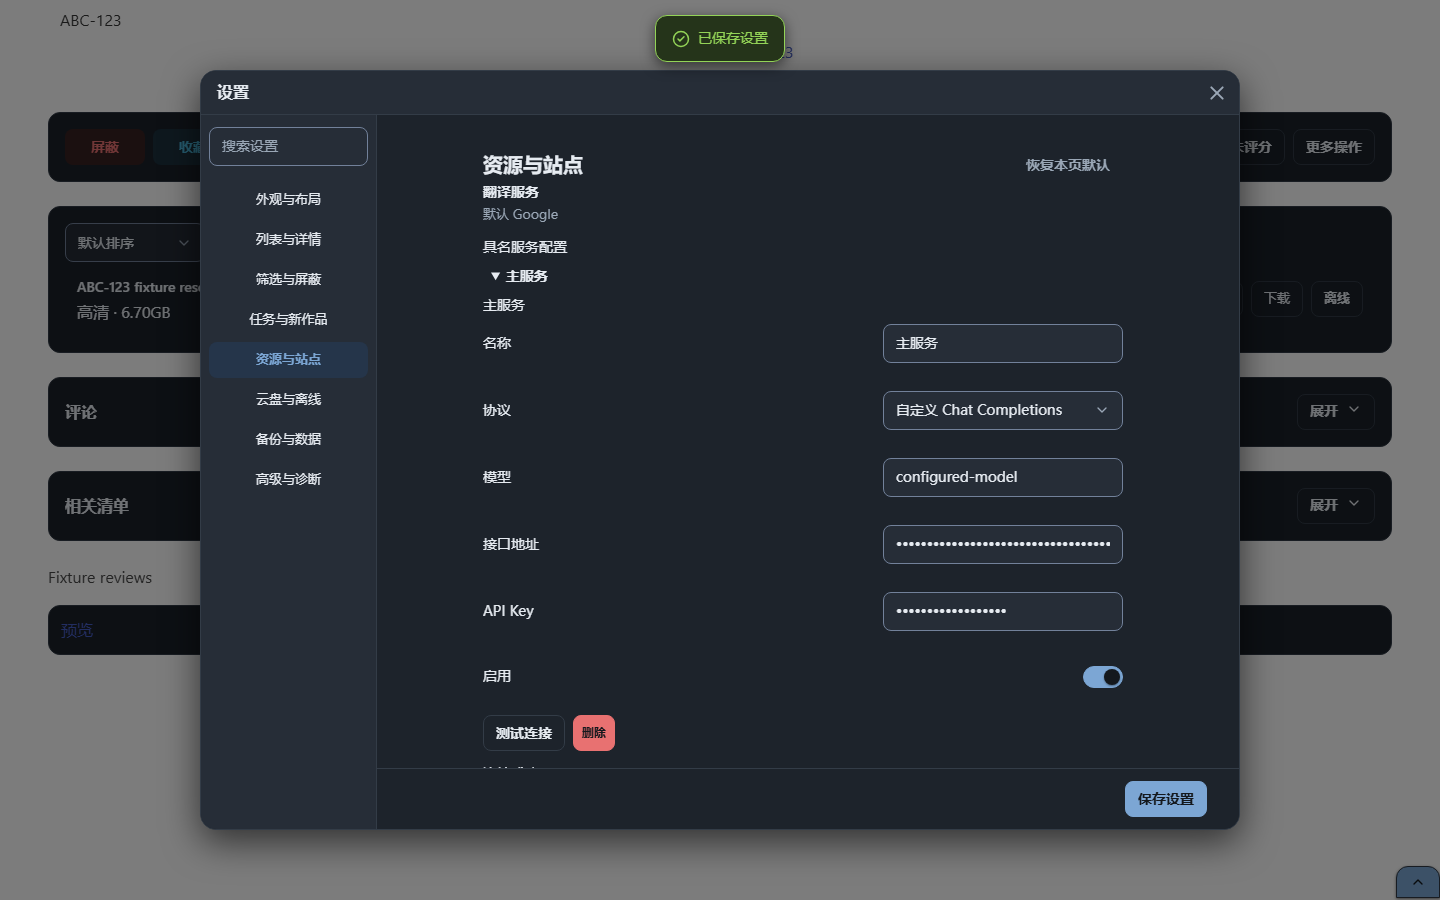 ABC-123
已保存设置
3
设置
屏蔽
收
评分
更多操作
搜索设置
外观与布局
列表与详情
筛选与屏蔽
任务与新作品
资源与站点
云盘与离线
备份与数据
高级与诊断
资源与站点
恢复本页默认
翻译服务
默认 Google
具名服务配置
▼ 主服务
主服务
名称
主服务
协议
自定义 Chat Completions
模型
configured-model
接口地址
•••••••••••••••••••••••••••••••••••
API Key
••••••••••••••••••
启用
测试连接
删除
保存设置
默认排序
ABC-123 fixture res
高清 · 6.70GB
下载
离线
评论
展开
相关清单
展开
Fixture reviews
预览